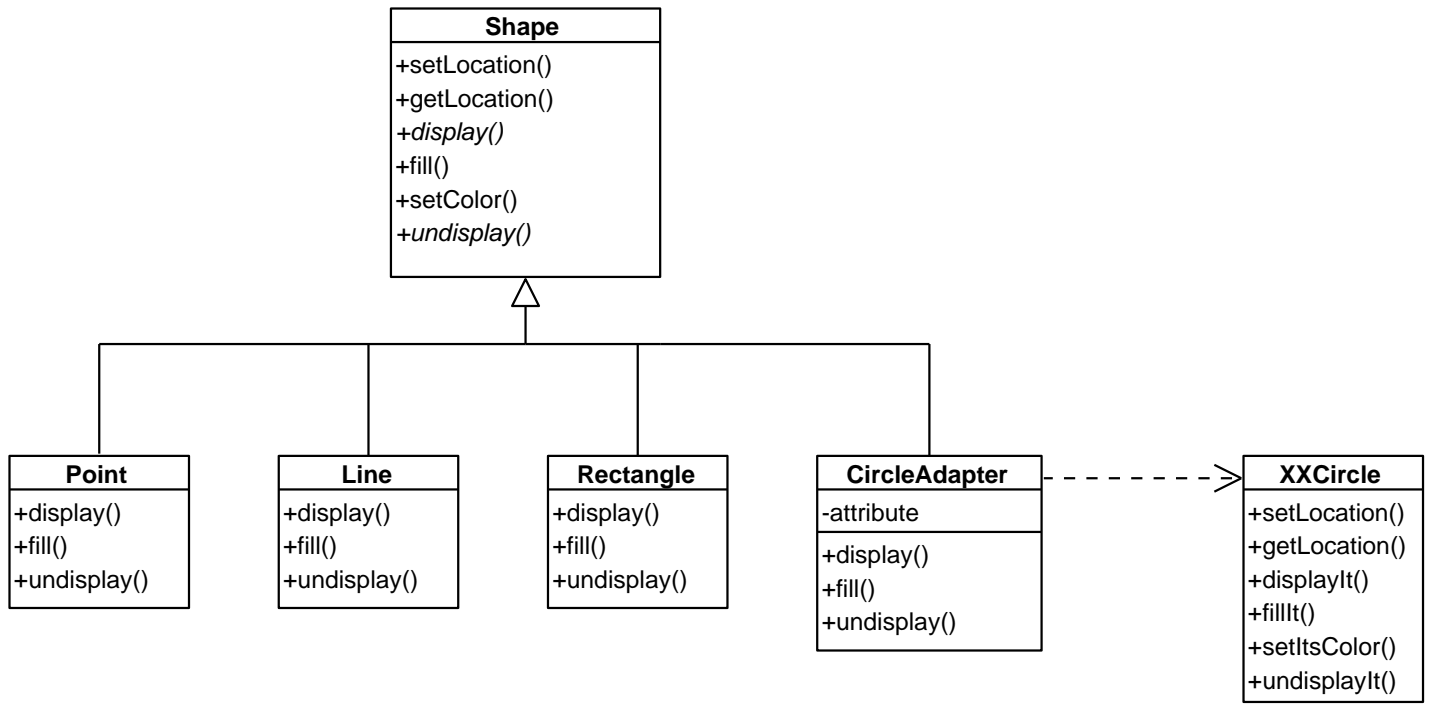 Shape
+setLocation()
+getLocation()
+display()
+fill()
+setColor()
+undisplay()
Point
+display()
+fill()
+undisplay()
Line
+display()
+fill()
+undisplay()
Rectangle
+display()
+fill()
+undisplay()
CircleAdapter
-attribute
+display()
+fill()
+undisplay()
XXCircle
+setLocation()
+getLocation()
+displayIt()
+fillIt()
+setItsColor()
+undisplayIt()